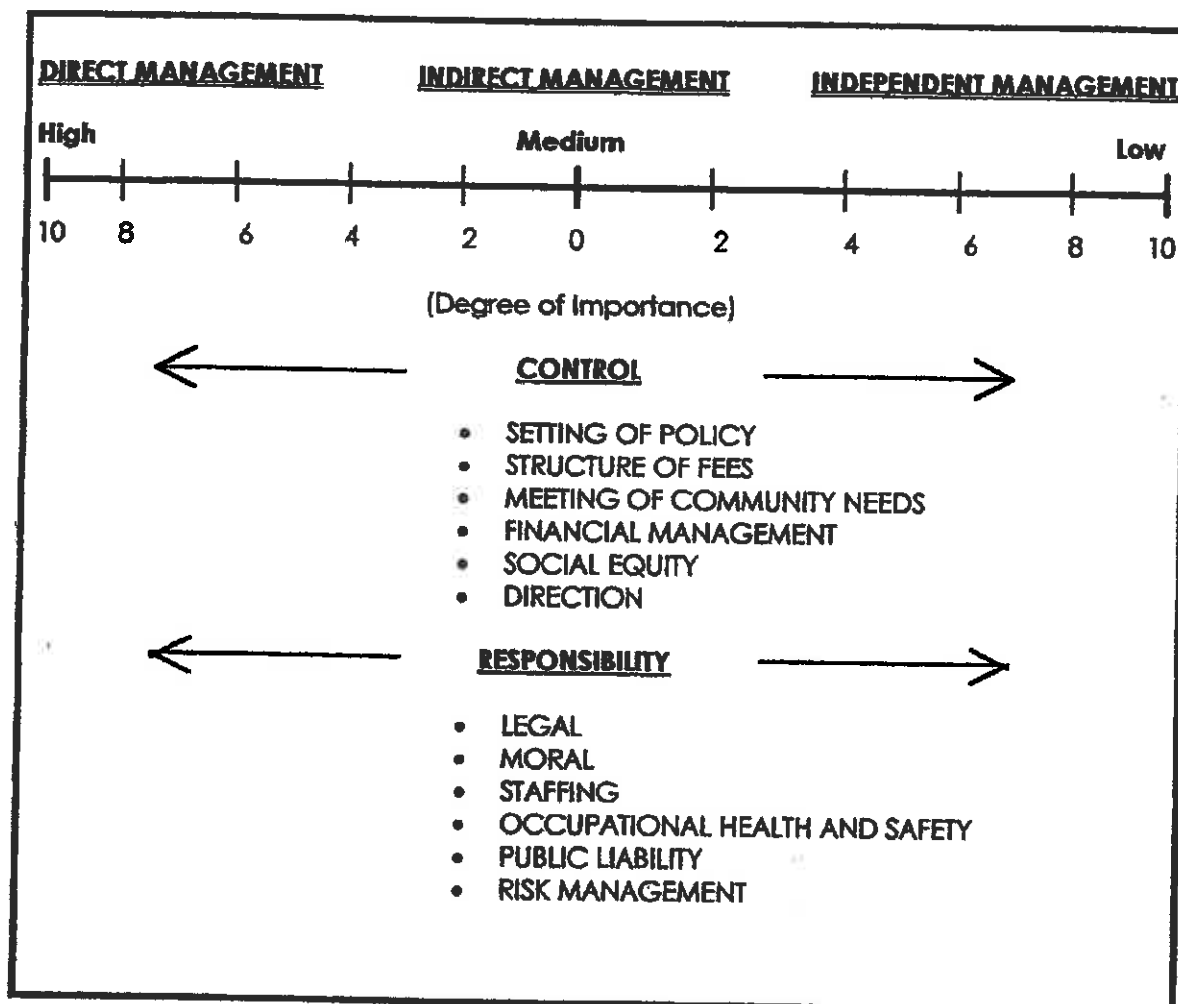 DIRECT MANAGEMENT INDIRECT MANAGEMENT INDEPENDENT MANAGEMENT
High Medium Low
10 8 6 4 2 0 2 4 6 8 10
(Degree of Importance)
CONTROL
• SETTING OF POLICY
• STRUCTURE OF FEES
• MEETING OF COMMUNITY NEEDS
• FINANCIAL MANAGEMENT
• SOCIAL EQUITY
• DIRECTION
RESPONSIBILITY
• LEGAL
• MORAL
• STAFFING
• OCCUPATIONAL HEALTH AND SAFETY
• PUBLIC LIABILITY
• RISK MANAGEMENT